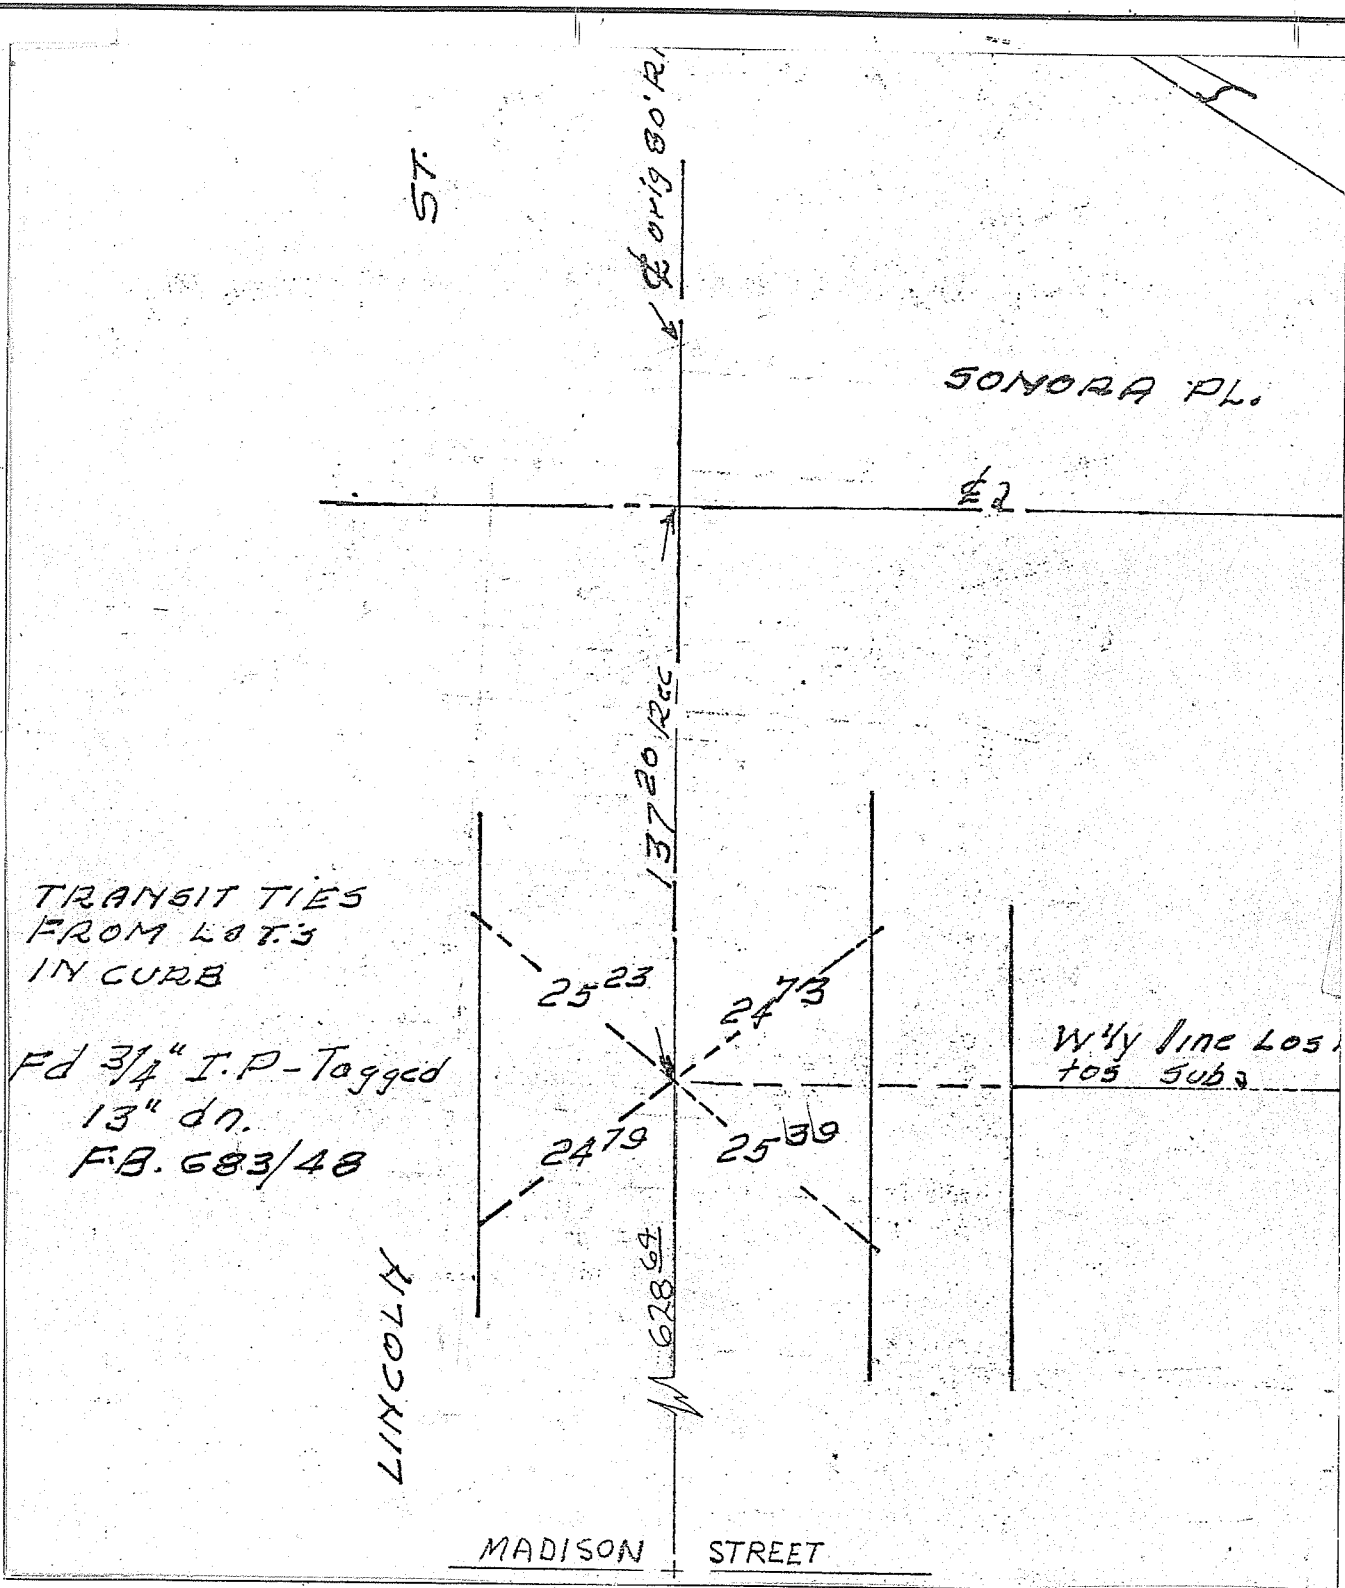 ST.
℄ orig 80' R
SONORA PL.
℄
137 20 Rec
TRANSIT TIES
FROM L&T.'S
IN CURB
25 23
24 73
Fd 3/4" I.P - Tagged
13" dn.
F.B. 683/48
W'ly line Los
tos Sub
24 79
25 39
628 64
LINCOLN
MADISON STREET